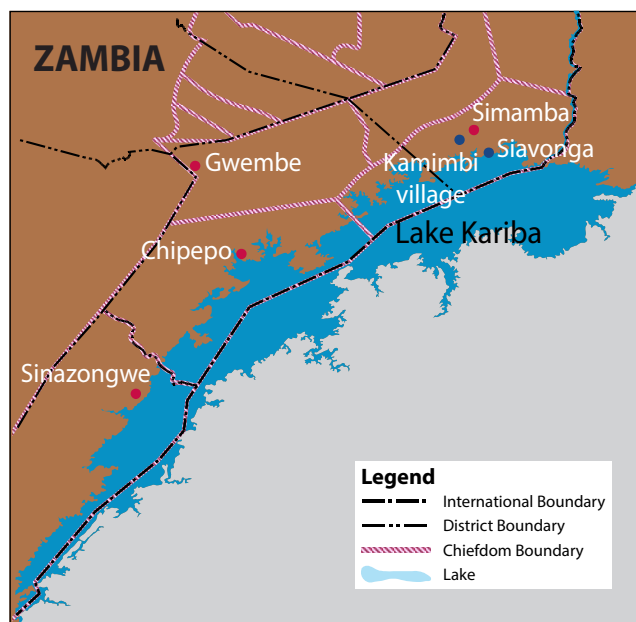 ZAMBIA
Simamba
Gwembe
Kamimbi
village
Siavonga
Lake Kariba
Chipepo
Sinazongwe
Legend
International Boundary
District Boundary
Chiefdom Boundary
Lake